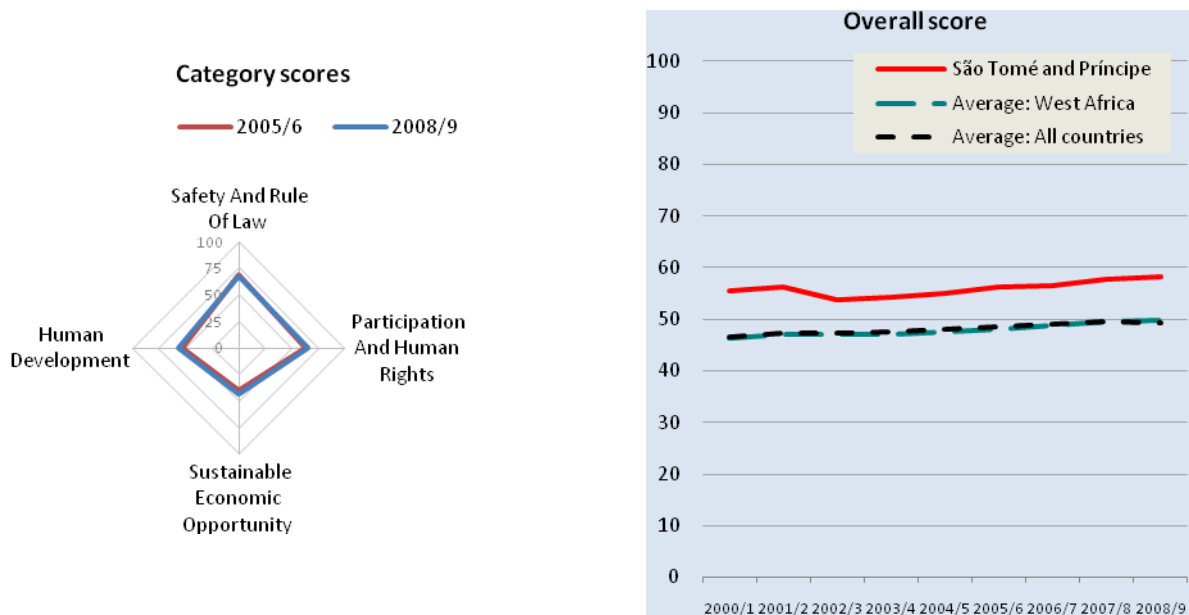 Category scores
2005/6 2008/9
Safety And Rule
Of Law
100
75
50
25
0
Human
Development
Participation
And Human
Rights
Sustainable
Economic
Opportunity
Overall score
São Tomé and Príncipe
Average: West Africa
Average: All countries
100
90
80
70
60
50
40
30
20
10
0
2000/1 2001/2 2002/3 2003/4 2004/5 2005/6 2006/7 2007/8 2008/9